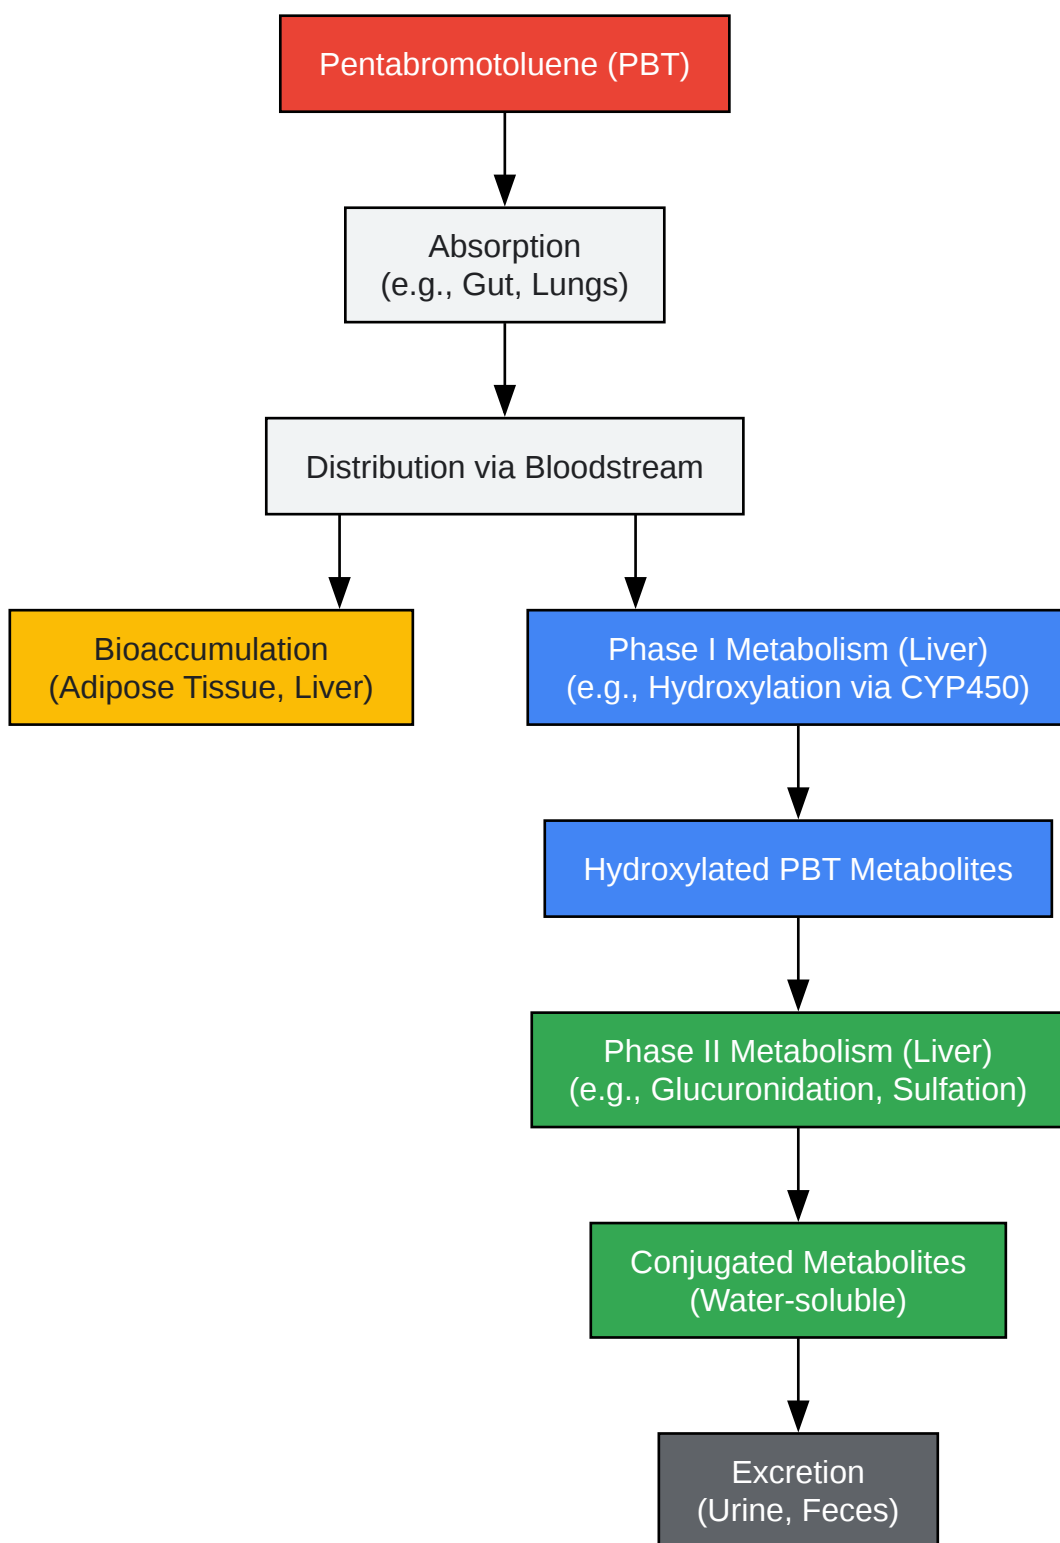 Pentabromotoluene (PBT)
Absorption
(e.g., Gut, Lungs)
Distribution via Bloodstream
Bioaccumulation
(Adipose Tissue, Liver)
Phase I Metabolism (Liver)
(e.g., Hydroxylation via CYP450)
Hydroxylated PBT Metabolites
Phase II Metabolism (Liver)
(e.g., Glucuronidation, Sulfation)
Conjugated Metabolites
(Water-soluble)
Excretion
(Urine, Feces)